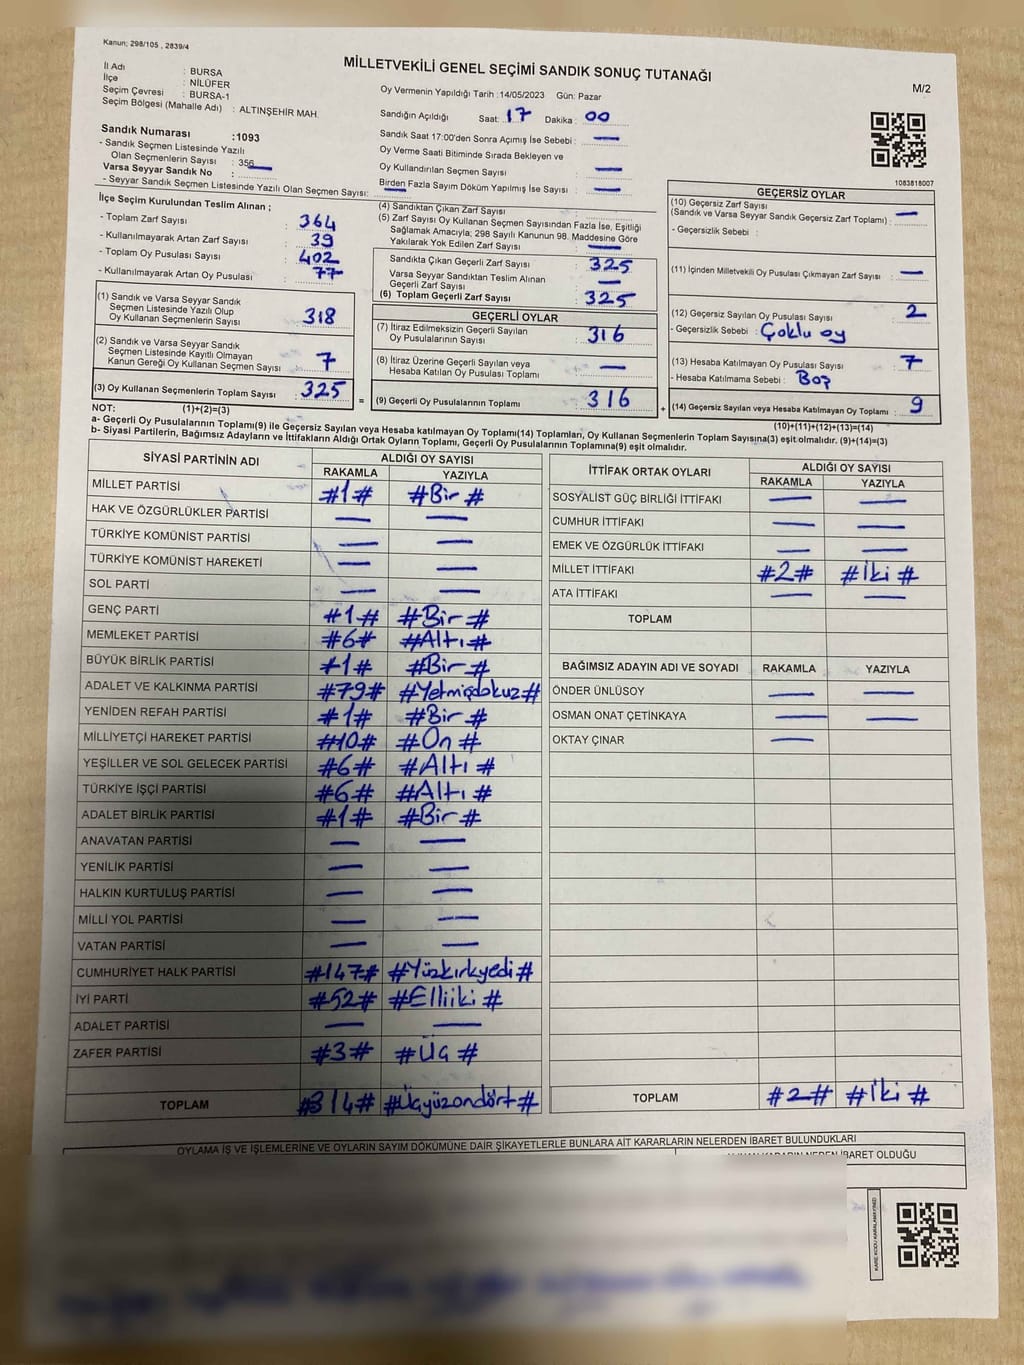 Kanun; 298/105 , 2839/4
MİLLETVEKİLİ GENEL SEÇİMİ SANDIK SONUÇ TUTANAĞI
M/2
İl Adı : BURSA
İlçe : NİLÜFER
Seçim Çevresi : BURSA-1
Seçim Bölgesi (Mahalle Adı) : ALTINŞEHİR MAH.
Sandık Numarası :1093
- Sandık Seçmen Listesinde Yazılı
Olan Seçmenlerin Sayısı : 356
Varsa Seyyar Sandık No :
- Seyyar Sandık Seçmen Listesinde Yazılı Olan Seçmen Sayısı: —
Oy Vermenin Yapıldığı Tarih :14/05/2023 Gün: Pazar
Sandığın Açıldığı Saat: 17 Dakika : 00
Sandık Saat 17:00'den Sonra Açımış İse Sebebi : —
Oy Verme Saati Bitiminde Sırada Bekleyen ve
Oy Kullandırılan Seçmen Sayısı : —
Birden Fazla Sayım Döküm Yapılmış İse Sayısı : —
1083818007
İlçe Seçim Kurulundan Teslim Alınan ;
- Toplam Zarf Sayısı : 364
- Kullanılmayarak Artan Zarf Sayısı : 39
- Toplam Oy Pusulası Sayısı : 402
- Kullanılmayarak Artan Oy Pusulası : 77
(1) Sandık ve Varsa Seyyar Sandık
Seçmen Listesinde Yazılı Olup
Oy Kullanan Seçmenlerin Sayısı : 318
(2) Sandık ve Varsa Seyyar Sandık
Seçmen Listesinde Kayıtlı Olmayan
Kanun Gereği Oy Kullanan Seçmen Sayısı : 7
(3) Oy Kullanan Seçmenlerin Toplam Sayısı : 325
(4) Sandıktan Çıkan Zarf Sayısı :
(5) Zarf Sayısı Oy Kullanan Seçmen Sayısından Fazla İse, Eşitliği
Sağlamak Amacıyla; 298 Sayılı Kanunun 98. Maddesine Göre
Yakılarak Yok Edilen Zarf Sayısı : —
Sandıkta Çıkan Geçerli Zarf Sayısı : 325
Varsa Seyyar Sandıktan Teslim Alınan
Geçerli Zarf Sayısı : —
(6) Toplam Geçerli Zarf Sayısı : 325
GEÇERLİ OYLAR
(7) İtiraz Edilmeksizin Geçerli Sayılan
Oy Pusulalarının Sayısı : 316
(8) İtiraz Üzerine Geçerli Sayılan veya
Hesaba Katılan Oy Pusulası Toplamı : —
= (9) Geçerli Oy Pusulalarının Toplamı : 316
GEÇERSİZ OYLAR
(10) Geçersiz Zarf Sayısı
(Sandık ve Varsa Seyyar Sandık Geçersiz Zarf Toplamı) : —
- Geçersizlik Sebebi :
(11) İçinden Milletvekili Oy Pusulası Çıkmayan Zarf Sayısı : —
(12) Geçersiz Sayılan Oy Pusulası Sayısı : 2
- Geçersizlik Sebebi : Çoklu oy
(13) Hesaba Katılmayan Oy Pusulası Sayısı : 7
- Hesaba Katılmama Sebebi : Boş
+ (14) Geçersiz Sayılan veya Hesaba Katılmayan Oy Toplamı : 9
NOT: (1)+(2)=(3)
(10)+(11)+(12)+(13)=(14)
a- Geçerli Oy Pusulalarının Toplamı(9) ile Geçersiz Sayılan veya Hesaba katılmayan Oy Toplamı(14) Toplamları, Oy Kullanan Seçmenlerin Toplam Sayısına(3) eşit olmalıdır. (9)+(14)=(3)
b- Siyasi Partilerin, Bağımsız Adayların ve İttifakların Aldığı Ortak Oyların Toplamı, Geçerli Oy Pusulalarının Toplamına(9) eşit olmalıdır.
SİYASİ PARTİNİN ADI ALDIĞI OY SAYISI
RAKAMLA YAZIYLA
MİLLET PARTİSİ #1# #Bir #
HAK VE ÖZGÜRLÜKLER PARTİSİ — —
TÜRKİYE KOMÜNİST PARTİSİ — —
TÜRKİYE KOMÜNİST HAREKETİ — —
SOL PARTİ — —
GENÇ PARTİ #1# #Bir #
MEMLEKET PARTİSİ #6# #Altı #
BÜYÜK BİRLİK PARTİSİ #1# #Bir #
ADALET VE KALKINMA PARTİSİ #79# #Yetmişdokuz#
YENİDEN REFAH PARTİSİ #1# #Bir #
MİLLİYETÇİ HAREKET PARTİSİ #10# #On #
YEŞİLLER VE SOL GELECEK PARTİSİ #6# #Altı #
TÜRKİYE İŞÇİ PARTİSİ #6# #Altı #
ADALET BİRLİK PARTİSİ #1# #Bir #
ANAVATAN PARTİSİ — —
YENİLİK PARTİSİ — —
HALKIN KURTULUŞ PARTİSİ — —
MİLLİ YOL PARTİSİ — —
VATAN PARTİSİ — —
CUMHURİYET HALK PARTİSİ #147# #Yüzkırkyedi #
İYİ PARTİ #52# #Elliiki #
ADALET PARTİSİ — —
ZAFER PARTİSİ #3# #Üç #
TOPLAM #314# #Üçyüzondört#
İTTİFAK ORTAK OYLARI ALDIĞI OY SAYISI
RAKAMLA YAZIYLA
SOSYALİST GÜÇ BİRLİĞİ İTTİFAKI — —
CUMHUR İTTİFAKI — —
EMEK VE ÖZGÜRLÜK İTTİFAKI — —
MİLLET İTTİFAKI #2# #İki #
ATA İTTİFAKI — —
TOPLAM
BAĞIMSIZ ADAYIN ADI VE SOYADI RAKAMLA YAZIYLA
ÖNDER ÜNLÜSOY — —
OSMAN ONAT ÇETİNKAYA — —
OKTAY ÇINAR —
TOPLAM #2# #İki #
OYLAMA İŞ VE İŞLEMLERİNE VE OYLARIN SAYIM DÖKÜMÜNE DAİR ŞİKAYETLERLE BUNLARA AİT KARARLARIN NELERDEN İBARET BULUNDUKLARI
KARARIN NEDEN İBARET OLDUĞU
KARE KODU KARALAMAYINIZ!